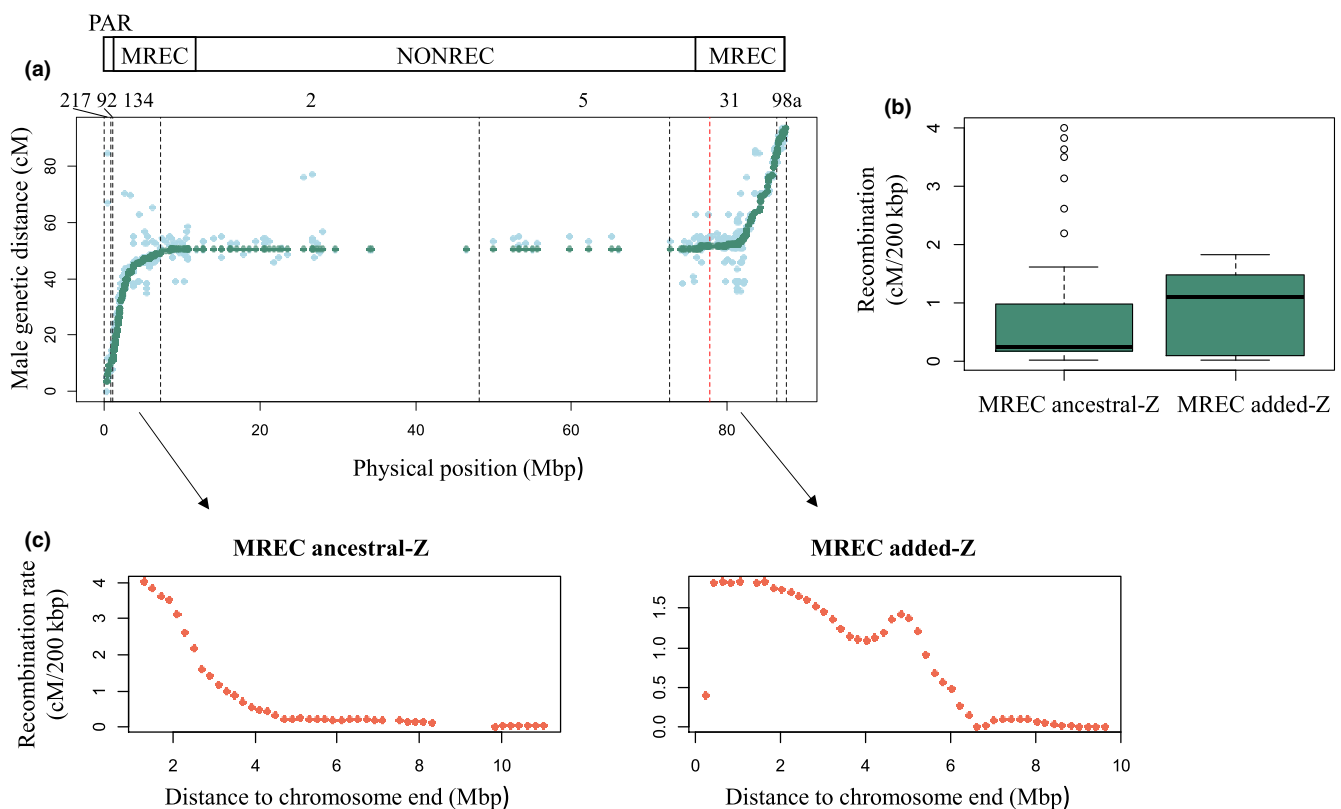 PAR
MREC NONREC MREC
(a)
217 92 134 2 5 31 98a
Male genetic distance (cM)
0 20 40 60 80
0 20 40 60 80
Physical position (Mbp)
(b)
Recombination
(cM/200 kbp)
0 1 2 3 4
MREC ancestral-Z MREC added-Z
(c)
MREC ancestral-Z
Recombination rate
(cM/200 kbp)
0 1 2 3 4
2 4 6 8 10
Distance to chromosome end (Mbp)
MREC added-Z
0.0 0.5 1.0 1.5
0 2 4 6 8 10
Distance to chromosome end (Mbp)